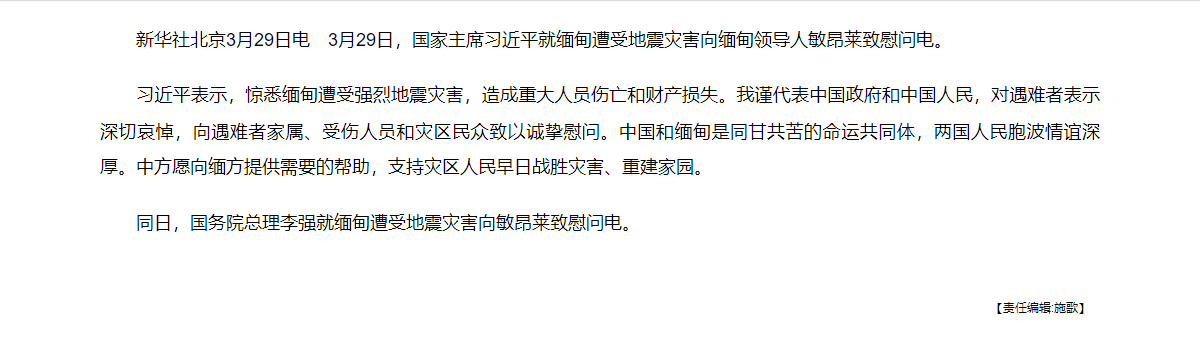 新华社北京3月29日电　3月29日，国家主席习近平就缅甸遭受地震灾害向缅甸领导人敏昂莱致慰问电。
习近平表示，惊悉缅甸遭受强烈地震灾害，造成重大人员伤亡和财产损失。我谨代表中国政府和中国人民，对遇难者表示
深切哀悼，向遇难者家属、受伤人员和灾区民众致以诚挚慰问。中国和缅甸是同甘共苦的命运共同体，两国人民胞波情谊深
厚。中方愿向缅方提供需要的帮助，支持灾区人民早日战胜灾害、重建家园。
同日，国务院总理李强就缅甸遭受地震灾害向敏昂莱致慰问电。
【责任编辑:施歌】